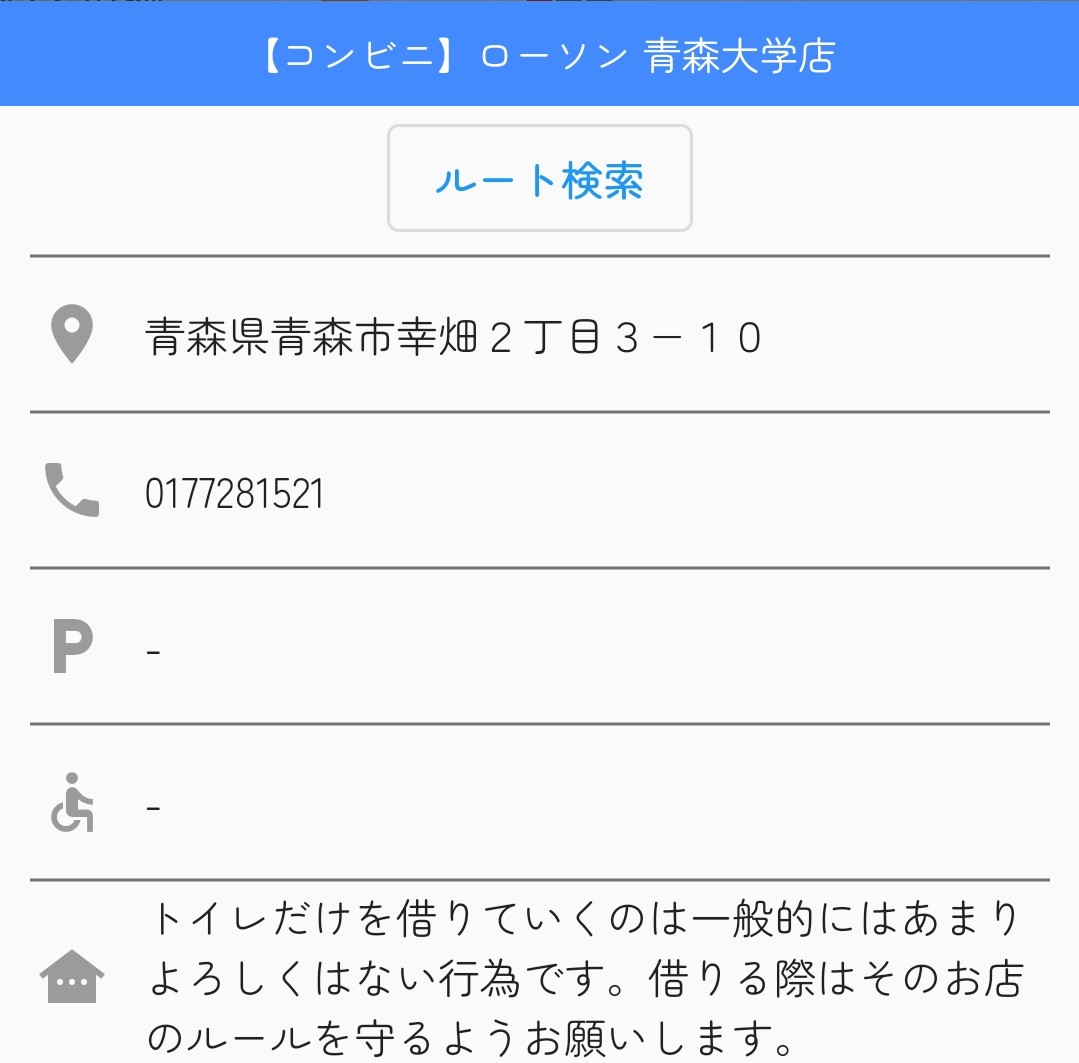 【コンビニ】ローソン 青森大学店
ルート検索
青森県青森市幸畑２丁目３－１０
0177281521
P
-
-
トイレだけを借りていくのは一般的にはあまり
よろしくはない行為です。借りる際はそのお店
のルールを守るようお願いします。